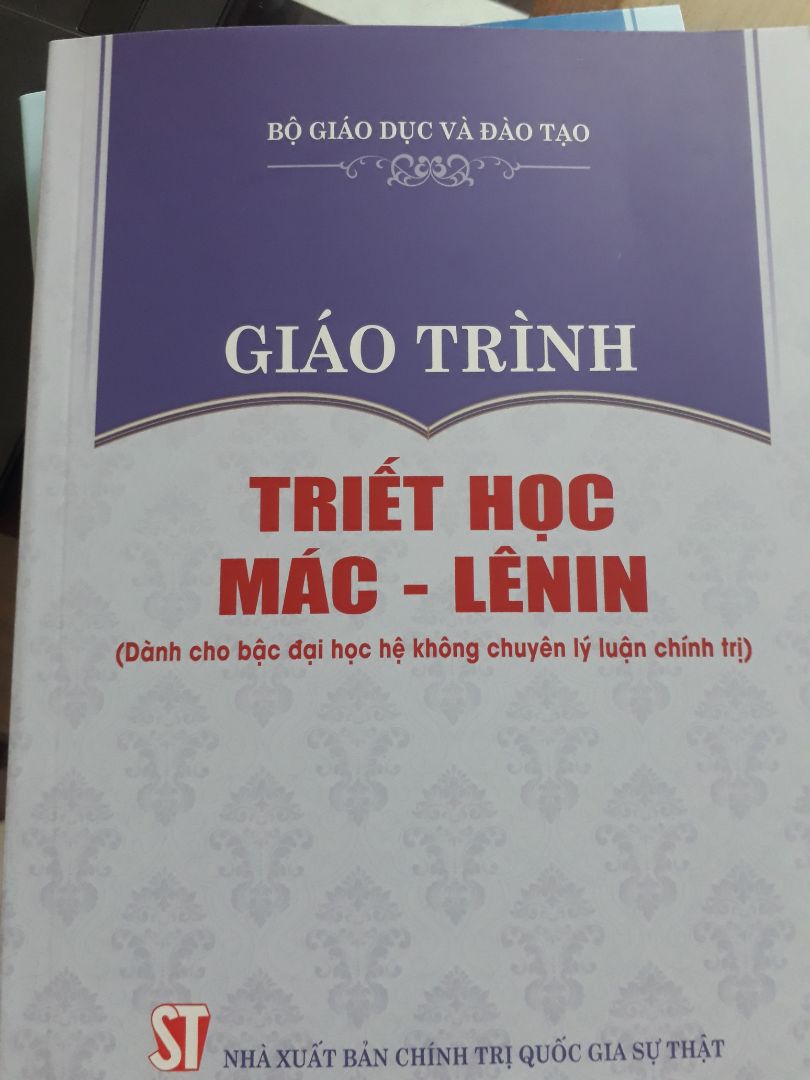 BỘ GIÁO DỤC VÀ ĐÀO TẠO
GIÁO TRÌNH
TRIẾT HỌC
MÁC - LÊNIN
(Dành cho bậc đại học hệ không chuyên lý luận chính trị)
ST
NHÀ XUẤT BẢN CHÍNH TRỊ QUỐC GIA SỰ THẬT